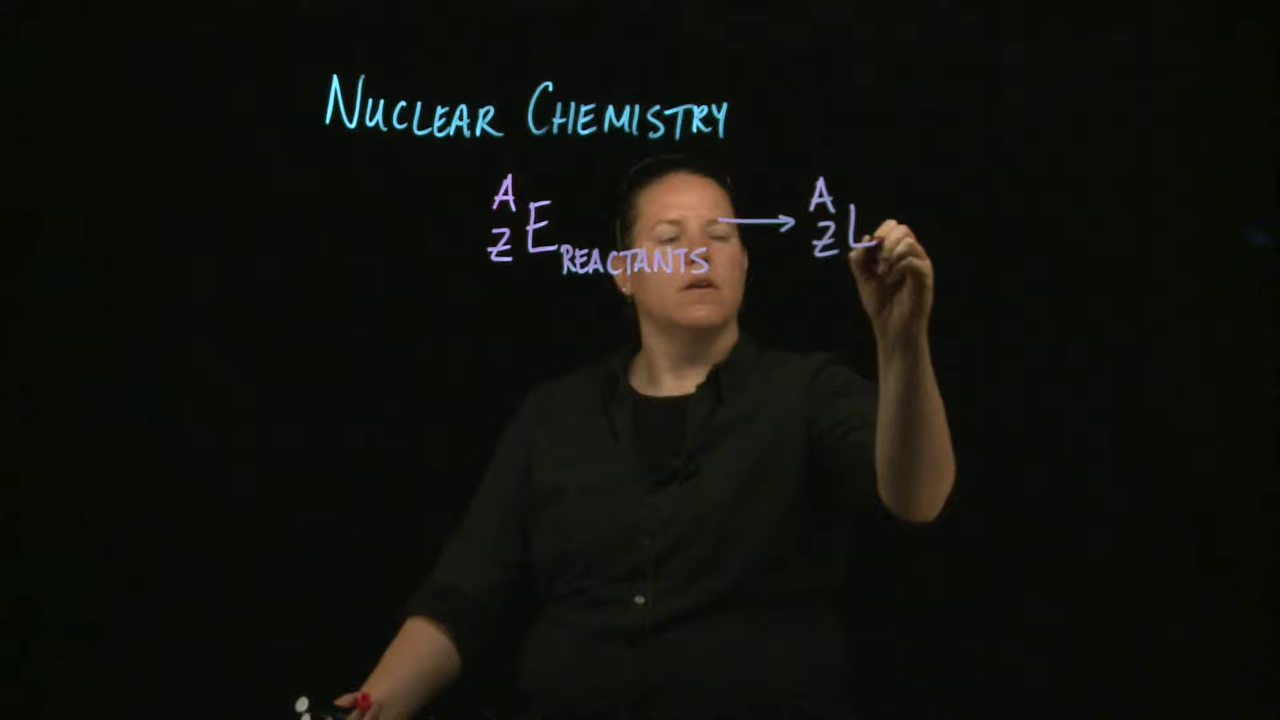 NUCLEAR CHEMISTRY
A A
Z E REACTANTS → Z L